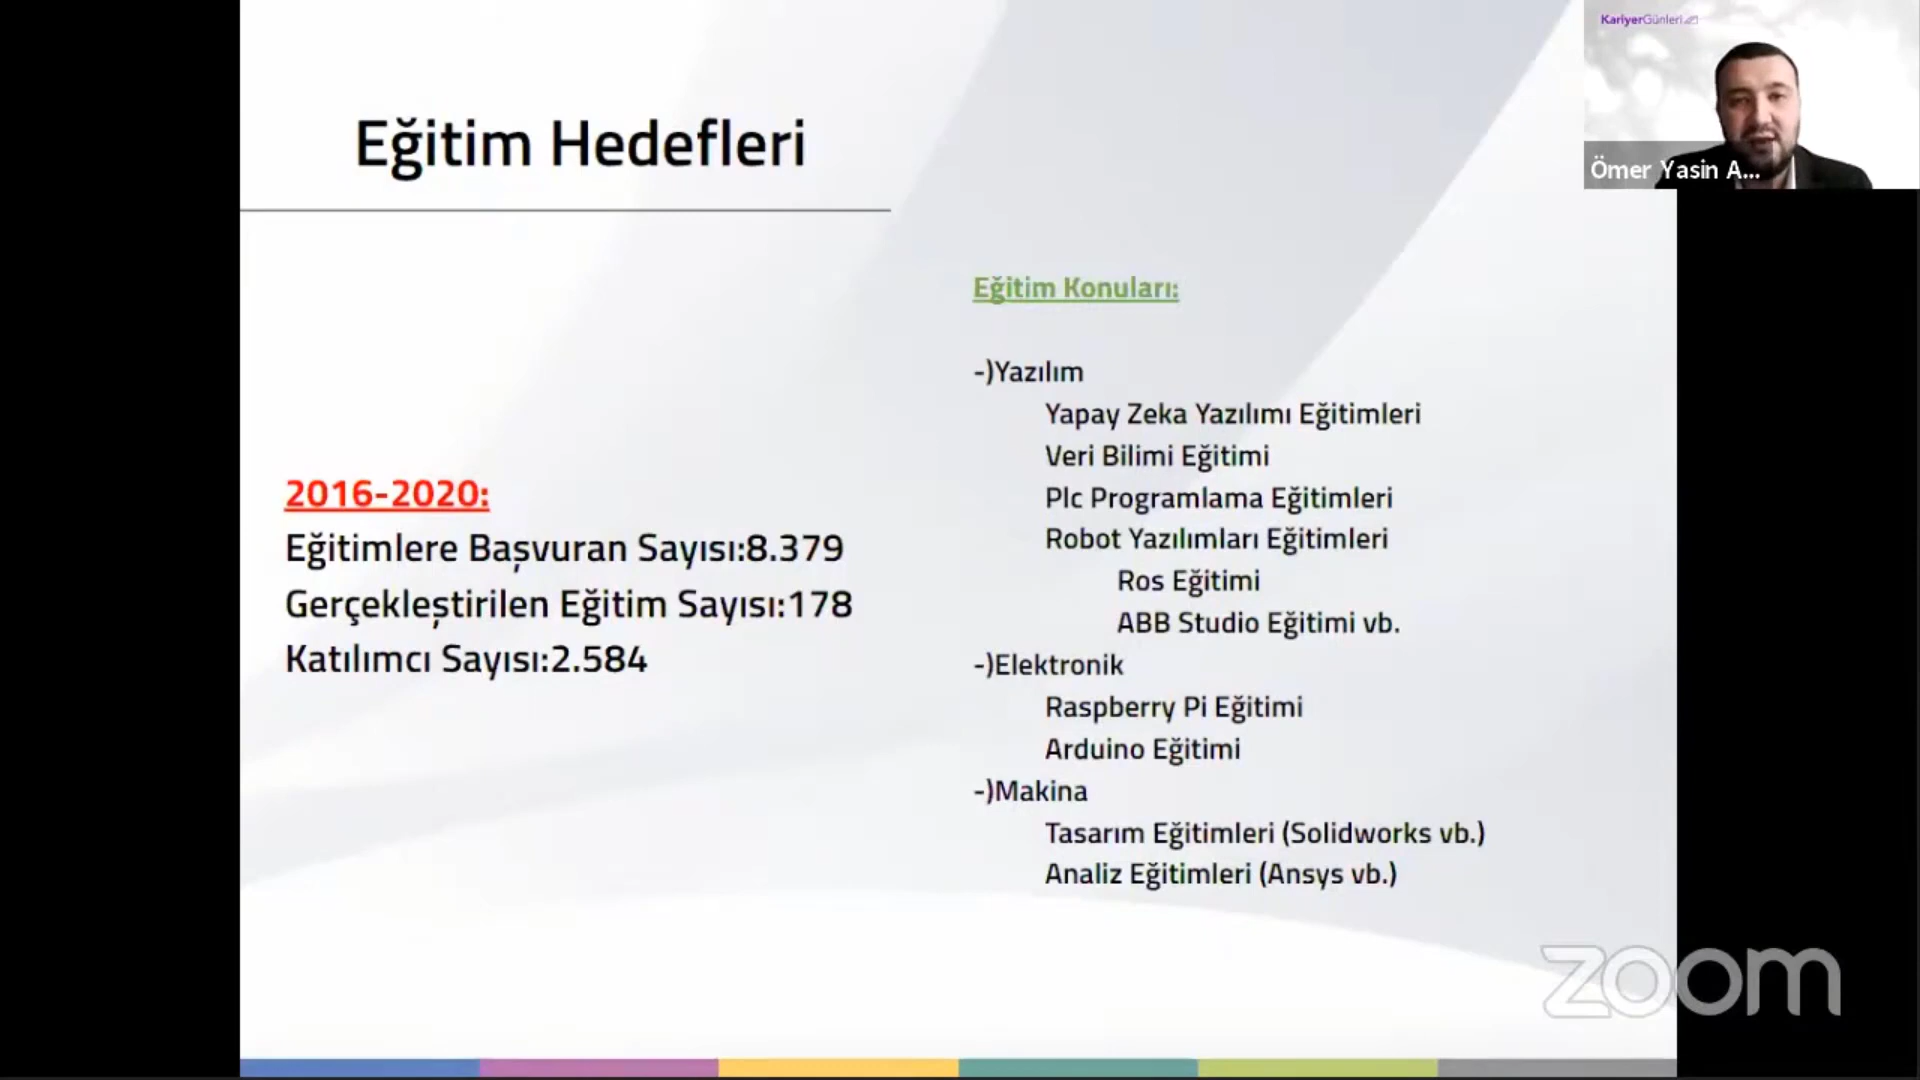 Eğitim Hedefleri
2016-2020:
Eğitimlere Başvuran Sayısı:8.379
Gerçekleştirilen Eğitim Sayısı:178
Katılımcı Sayısı:2.584
Eğitim Konuları:
-)Yazılım
Yapay Zeka Yazılımı Eğitimleri
Veri Bilimi Eğitimi
Plc Programlama Eğitimleri
Robot Yazılımları Eğitimleri
Ros Eğitimi
ABB Studio Eğitimi vb.
-)Elektronik
Raspberry Pi Eğitimi
Arduino Eğitimi
-)Makina
Tasarım Eğitimleri (Solidworks vb.)
Analiz Eğitimleri (Ansys vb.)
KariyerGünleri
Ömer Yasin A...
zoom